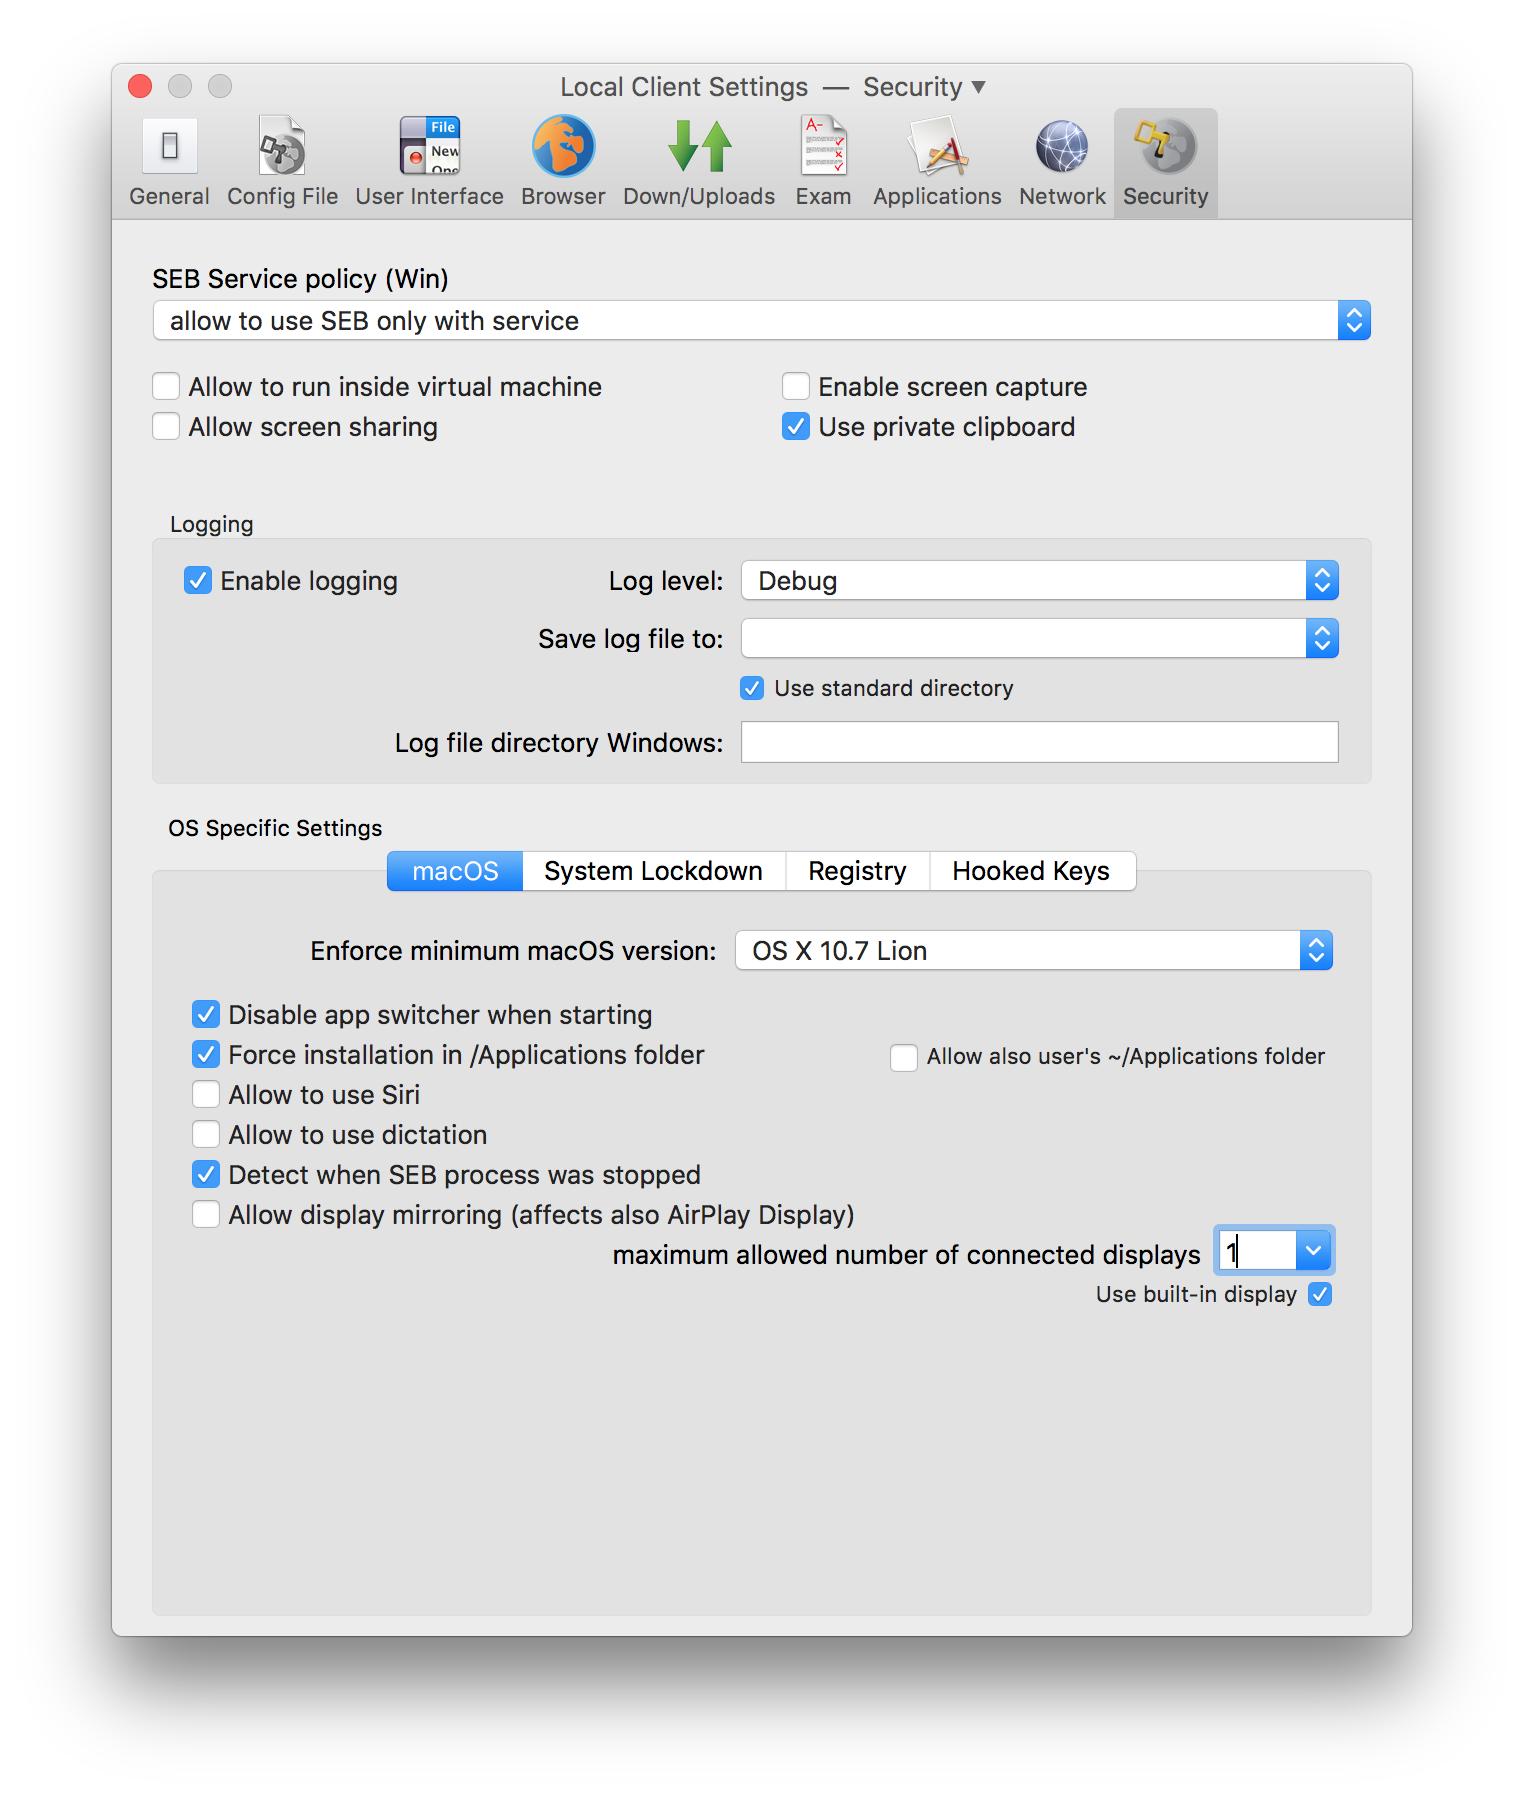 Local Client Settings — Security ▼
File
New
Ope
A-
General Config File User Interface Browser Down/Uploads Exam Applications Network Security
SEB Service policy (Win)
allow to use SEB only with service
Allow to run inside virtual machine Enable screen capture
Allow screen sharing Use private clipboard
Logging
Enable logging Log level: Debug
Save log file to:
Use standard directory
Log file directory Windows:
OS Specific Settings
macOS System Lockdown Registry Hooked Keys
Enforce minimum macOS version: OS X 10.7 Lion
Disable app switcher when starting
Force installation in /Applications folder Allow also user's ~/Applications folder
Allow to use Siri
Allow to use dictation
Detect when SEB process was stopped
Allow display mirroring (affects also AirPlay Display)
maximum allowed number of connected displays 1
Use built-in display